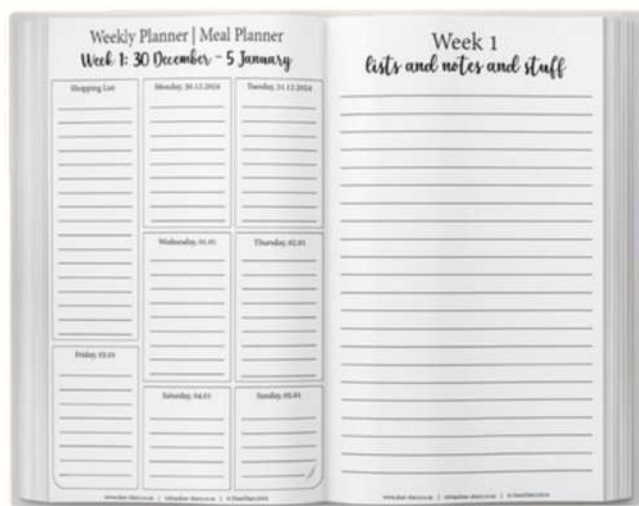 Weekly Planner | Meal Planner
Week 1: 30 December - 5 January
Shopping List
Monday, 30.12.2024
Tuesday, 31.12.2024
Wednesday, 01.01
Thursday, 02.01
Friday, 03.01
Saturday, 04.01
Sunday, 05.01
Week 1
lists and notes and stuff